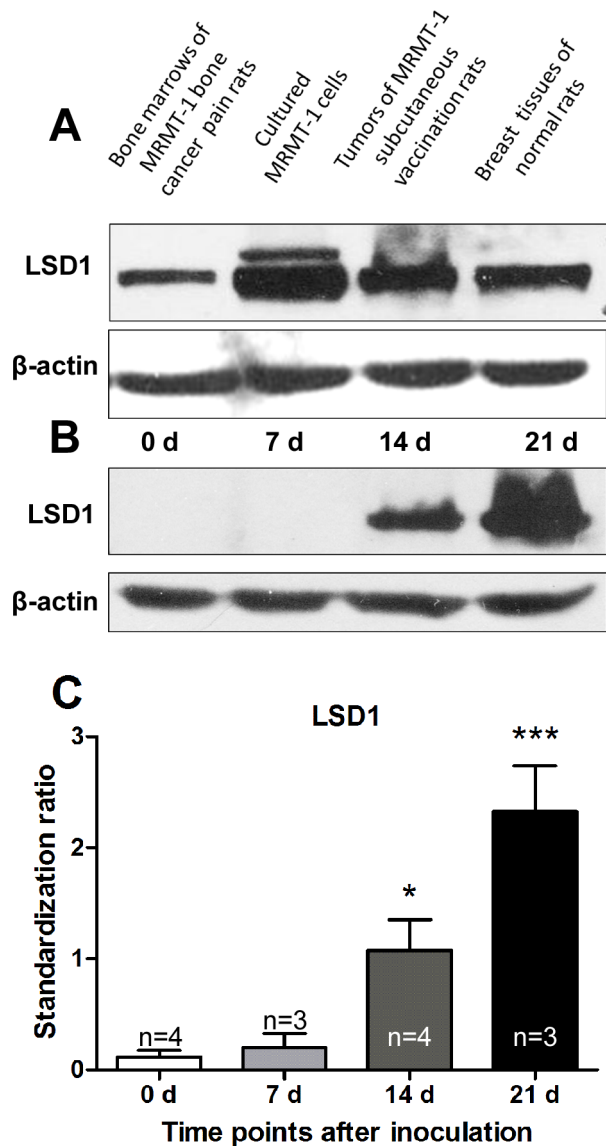 A
Bone marrows of
MRMT-1 bone
cancer pain rats
Cultured
MRMT-1 cells
Tumors of MRMT-1
subcutaneous
vaccination rats
Breast tissues of
normal rats
LSD1
β-actin
B
0 d 7 d 14 d 21 d
LSD1
β-actin
C
LSD1
Standardization ratio
3
2
1
0
*
***
n=4 n=3 n=4 n=3
0 d 7 d 14 d 21 d
Time points after inoculation